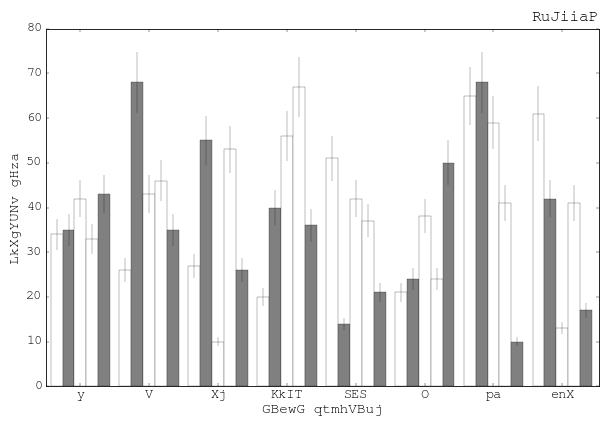 RuJiiaP
80
70
60
50
40
30
20
10
0
LkXgYUNv gHza
y V Xj KkIT SES O pa enX
GBewG qtmhVBuj